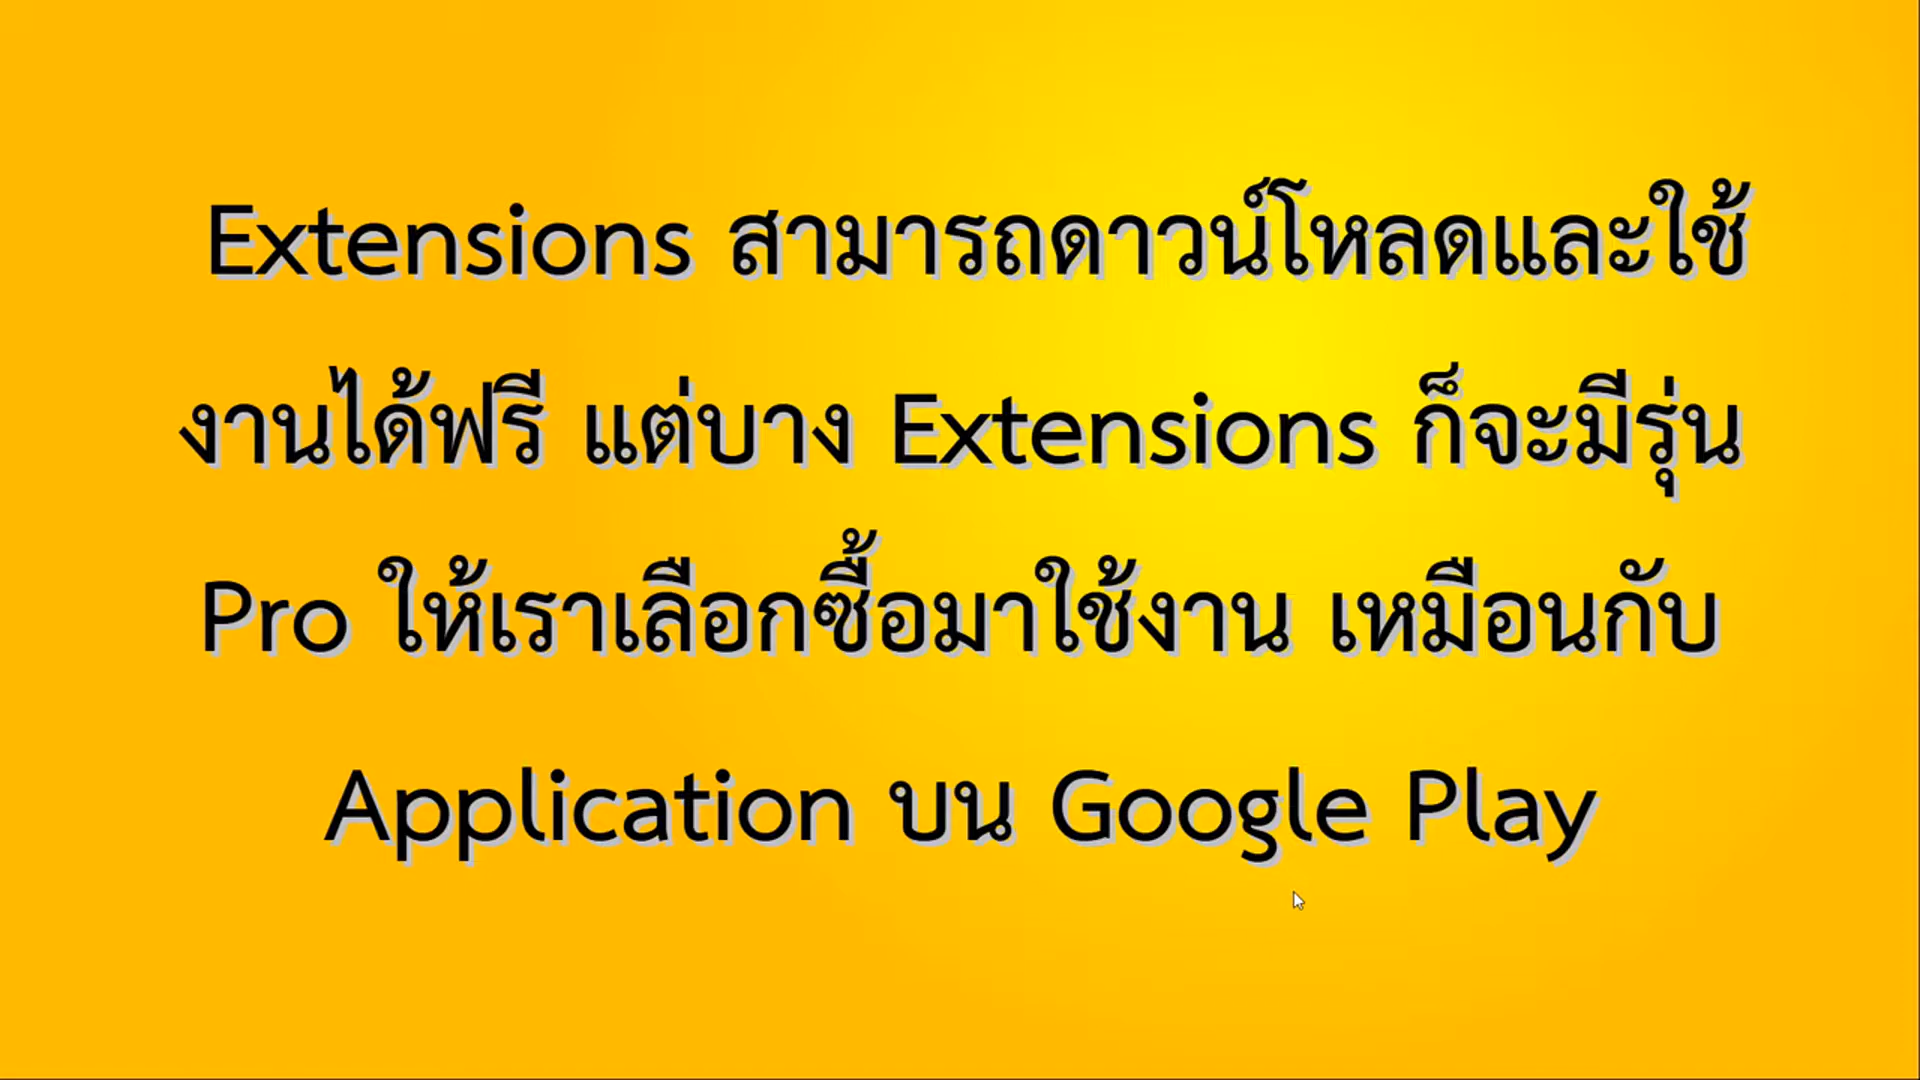 Extensions สามารถดาวน์โหลดและใช้
งานได้ฟรี แต่บาง Extensions ก็จะมีรุ่น
Pro ให้เราเลือกซื้อมาใช้งาน เหมือนกับ
Application บน Google Play